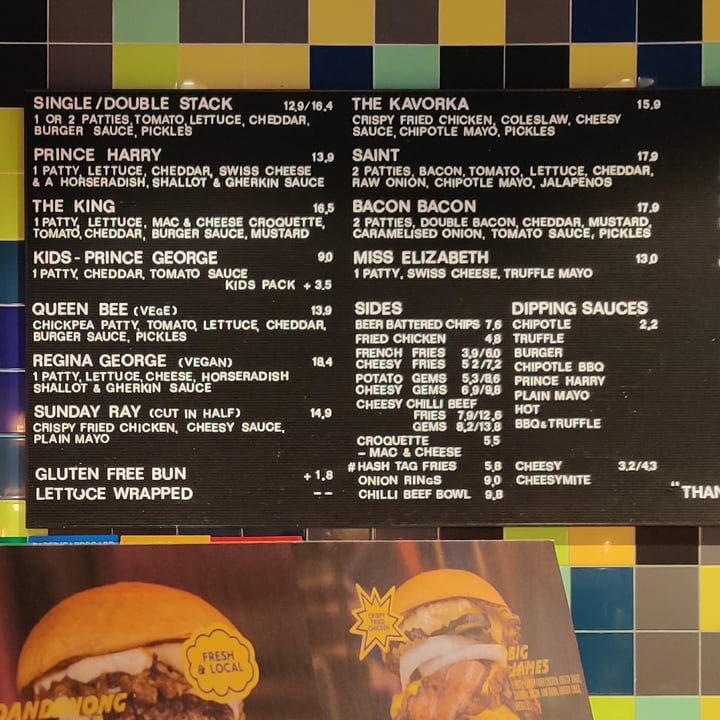 SINGLE/DOUBLE STACK 12,9/16,4
1 OR 2 PATTIES, TOMATO, LETTUCE, CHEDDAR,
BURGER SAUCE, PICKLES
PRINCE HARRY 13,9
1 PATTY, LETTUCE, CHEDDAR, SWISS CHEESE
& A HORSERADISH, SHALLOT & GHERKIN SAUCE
THE KING 16,5
1 PATTY, LETTUCE, MAC & CHEESE CROQUETTE,
TOMATO, CHEDDAR, BURGER SAUCE, MUSTARD
KIDS - PRINCE GEORGE 9,0
1 PATTY, CHEDDAR, TOMATO SAUCE
KIDS PACK + 3,5
QUEEN BEE (VEGE) 13,9
CHICKPEA PATTY, TOMATO, LETTUCE, CHEDDAR,
BURGER SAUCE, PICKLES
REGINA GEORGE (VEGAN) 18,4
1 PATTY, LETTUCE, CHEESE, HORSERADISH
SHALLOT & GHERKIN SAUCE
SUNDAY RAY (CUT IN HALF) 14,9
CRISPY FRIED CHICKEN, CHEESY SAUCE,
PLAIN MAYO
GLUTEN FREE BUN +1,8
LETTUCE WRAPPED --
THE KAVORKA 15,9
CRISPY FRIED CHICKEN, COLESLAW, CHEESY
SAUCE, CHIPOTLE MAYO, PICKLES
SAINT 17,9
2 PATTIES, BACON, TOMATO, LETTUCE, CHEDDAR,
RAW ONION, CHIPOTLE MAYO, JALAPENOS
BACON BACON 17,9
2 PATTIES, DOUBLE BACON, CHEDDAR, MUSTARD,
CARAMELISED ONION, TOMATO SAUCE, PICKLES
MISS ELIZABETH 13,0
1 PATTY, SWISS CHEESE, TRUFFLE MAYO
SIDES
BEER BATTERED CHIPS 7,6
FRIED CHICKEN 4,8
FRENCH FRIES 3,9/6,0
CHEESY FRIES 5 2/7,2
POTATO GEMS 5,3/8,6
CHEESY GEMS 6,9/9,8
CHEESY CHILLI BEEF
FRIES 7,9/12,6
GEMS 8,2/13,8
CROQUETTE 5,5
- MAC & CHEESE
#HASH TAG FRIES 5,8
ONION RINGS 9,0
CHILLI BEEF BOWL 9,8
DIPPING SAUCES
CHIPOTLE 2,2
TRUFFLE
BURGER
CHIPOTLE BBQ
PRINCE HARRY
PLAIN MAYO
HOT
BBQ&TRUFFLE
CHEESY 3,2/4,3
CHEESYMITE
"THAN
FRESH
& LOCAL
CRISPY
FRIED
CHICKEN
BIG
JAMES